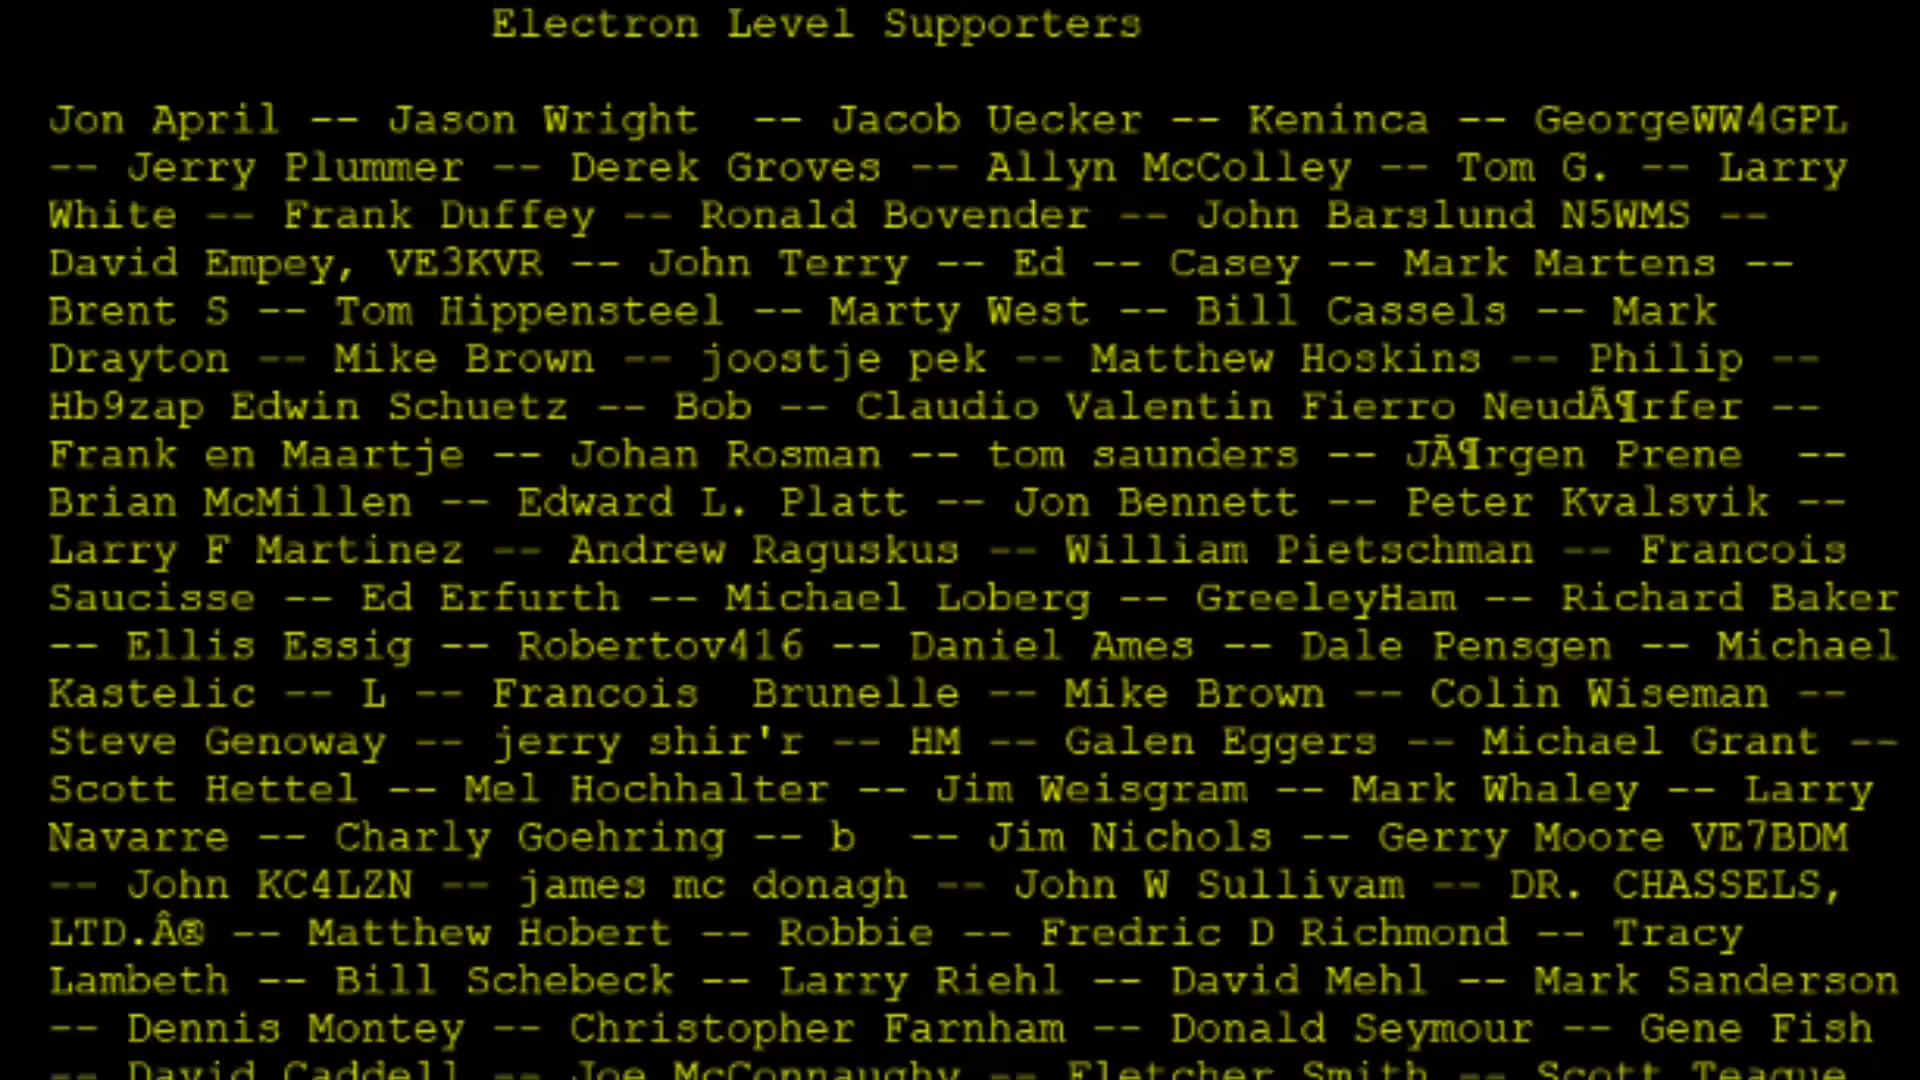 Electron Level Supporters
Jon April -- Jason Wright  -- Jacob Uecker -- Keninca -- GeorgeWW4GPL
-- Jerry Plummer -- Derek Groves -- Allyn McColley -- Tom G. -- Larry
White -- Frank Duffey -- Ronald Bovender -- John Barslund N5WMS --
David Empey, VE3KVR -- John Terry -- Ed -- Casey -- Mark Martens --
Brent S -- Tom Hippensteel -- Marty West -- Bill Cassels -- Mark
Drayton -- Mike Brown -- joostje pek -- Matthew Hoskins -- Philip --
Hb9zap Edwin Schuetz -- Bob -- Claudio Valentin Fierro NeudÃ¶rfer --
Frank en Maartje -- Johan Rosman -- tom saunders -- JÃ¶rgen Prene  --
Brian McMillen -- Edward L. Platt -- Jon Bennett -- Peter Kvalsvik --
Larry F Martinez -- Andrew Raguskus -- William Pietschman -- Francois
Saucisse -- Ed Erfurth -- Michael Loberg -- GreeleyHam -- Richard Baker
-- Ellis Essig -- Robertov416 -- Daniel Ames -- Dale Pensgen -- Michael
Kastelic -- L -- Francois  Brunelle -- Mike Brown -- Colin Wiseman --
Steve Genoway -- jerry shir'r -- HM -- Galen Eggers -- Michael Grant --
Scott Hettel -- Mel Hochhalter -- Jim Weisgram -- Mark Whaley -- Larry
Navarre -- Charly Goehring -- b  -- Jim Nichols -- Gerry Moore VE7BDM
-- John KC4LZN -- james mc donagh -- John W Sullivam -- DR. CHASSELS,
LTD.Â® -- Matthew Hobert -- Robbie -- Fredric D Richmond -- Tracy
Lambeth -- Bill Schebeck -- Larry Riehl -- David Mehl -- Mark Sanderson
-- Dennis Montey -- Christopher Farnham -- Donald Seymour -- Gene Fish
-- David Caddell -- Joe McConnaughy -- Fletcher Smith -- Scott Teague